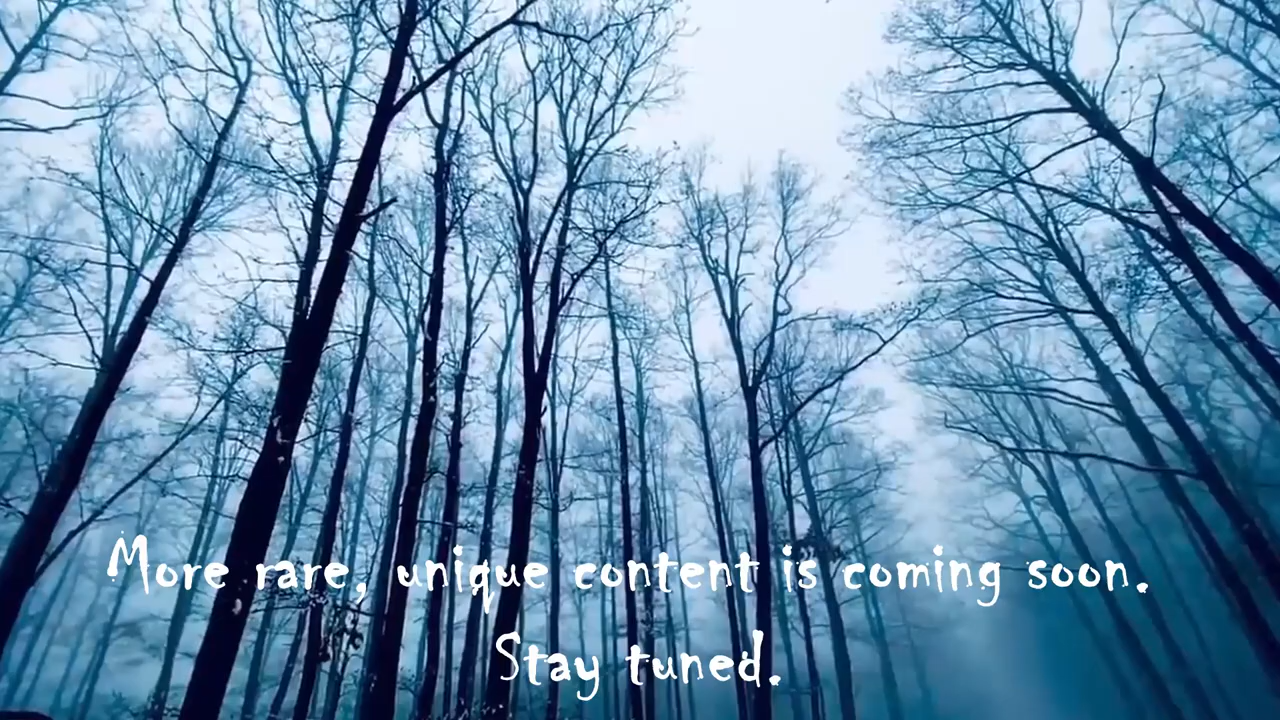 More rare, unique content is coming soon.
Stay tuned.